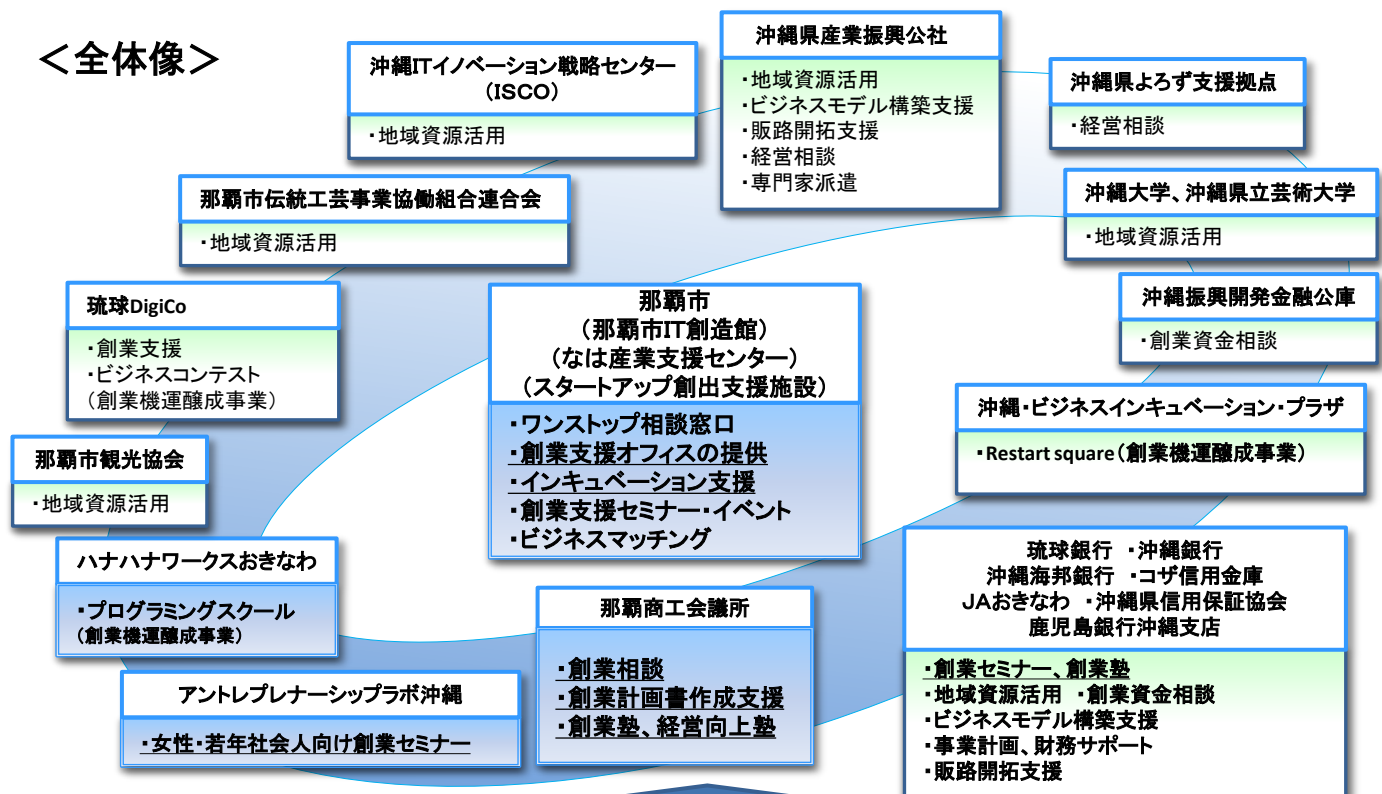 ＜全体像＞
沖縄ITイノベーション戦略センター
（ISCO）
・地域資源活用
沖縄県産業振興公社
・地域資源活用
・ビジネスモデル構築支援
・販路開拓支援
・経営相談
・専門家派遣
沖縄県よろず支援拠点
・経営相談
那覇市伝統工芸事業協働組合連合会
・地域資源活用
沖縄大学、沖縄県立芸術大学
・地域資源活用
琉球DigiCo
・創業支援
・ビジネスコンテスト
（創業機運醸成事業）
那覇市
（那覇市IT創造館）
（なは産業支援センター）
（スタートアップ創出支援施設）
・ワンストップ相談窓口
・創業支援オフィスの提供
・インキュベーション支援
・創業支援セミナー・イベント
・ビジネスマッチング
沖縄振興開発金融公庫
・創業資金相談
沖縄・ビジネスインキュベーション・プラザ
・Restart square（創業機運醸成事業）
那覇市観光協会
・地域資源活用
ハナハナワークスおきなわ
・プログラミングスクール
（創業機運醸成事業）
アントレプレナーシップラボ沖縄
・女性・若年社会人向け創業セミナー
那覇商工会議所
・創業相談
・創業計画書作成支援
・創業塾、経営向上塾
琉球銀行 ・沖縄銀行
沖縄海邦銀行 ・コザ信用金庫
JAおきなわ ・沖縄県信用保証協会
鹿児島銀行沖縄支店
・創業セミナー、創業塾
・地域資源活用 ・創業資金相談
・ビジネスモデル構築支援
・事業計画、財務サポート
・販路開拓支援